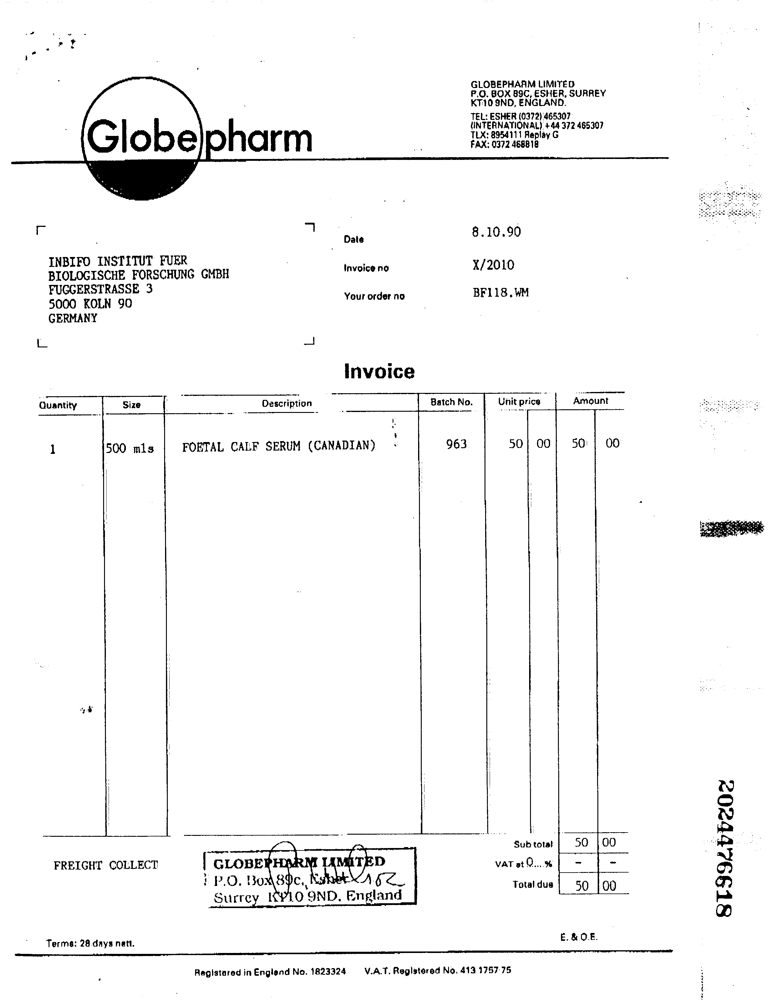 GLOBEPHARM LIMITED
P.O. BOX 89C, ESHER, SURREY
KT10 9ND, ENGLAND.
TEL: ESHER (0372) 465307
(INTERNATIONAL) +44 372 465307
TLX: 8954111 Replay G
FAX: 0372 468818
Globepharm
INBIFO INSTITUT FUER
BIOLOGISCHE FORSCHUNG GMBH
FUGGERSTRASSE 3
5000 KOLN 90
GERMANY
Date 8.10.90
Invoice no X/2010
Your order no BF118.WM
Invoice
Quantity Size Description Batch No. Unit price Amount
1 500 mls FOETAL CALF SERUM (CANADIAN) 963 50 00 50 00
Sub total 50 00
VAT at 0....% - -
Total due 50 00
FREIGHT COLLECT
GLOBEPHARM LIMITED
P.O. Box 89c,
Surrey KT10 9ND, England
Terms: 28 days nett.
E. & O.E.
Registered in England No. 1823324 V.A.T. Registered No. 413 1757 75
2024476618